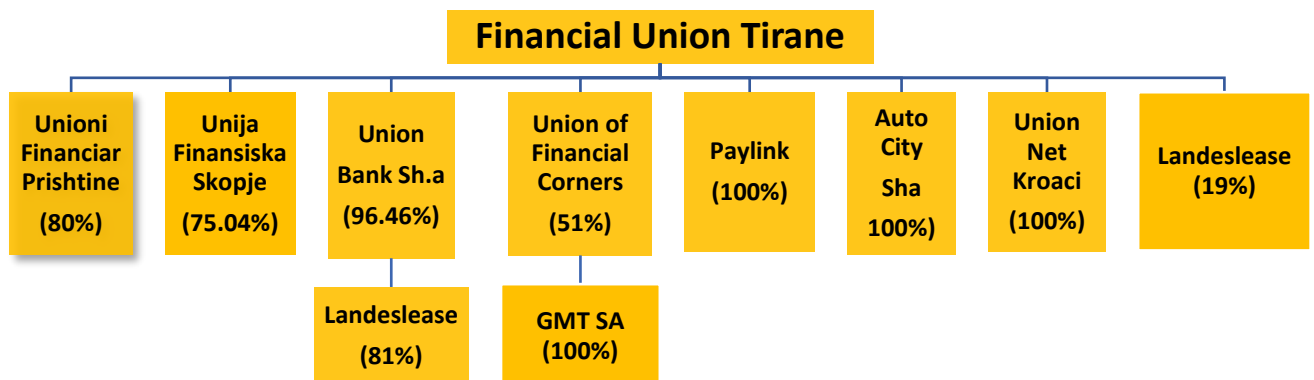 Financial Union Tirane
Unioni
Financiar
Prishtine
(80%)
Unija
Finansiska
Skopje
(75.04%)
Union
Bank Sh.a
(96.46%)
Union of
Financial
Corners
(51%)
Paylink
(100%)
Auto
City
Sha
100%)
Union
Net
Kroaci
(100%)
Landeslease
(19%)
Landeslease
(81%)
GMT SA
(100%)